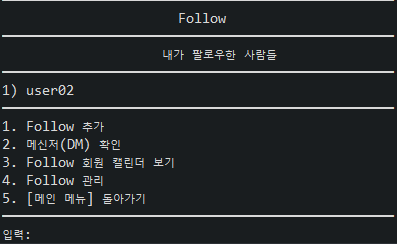 Follow
내가 팔로우한 사람들
1) user02
1. Follow 추가
2. 메신저(DM) 확인
3. Follow 회원 캘린더 보기
4. Follow 관리
5. [메인 메뉴] 돌아가기
입력: